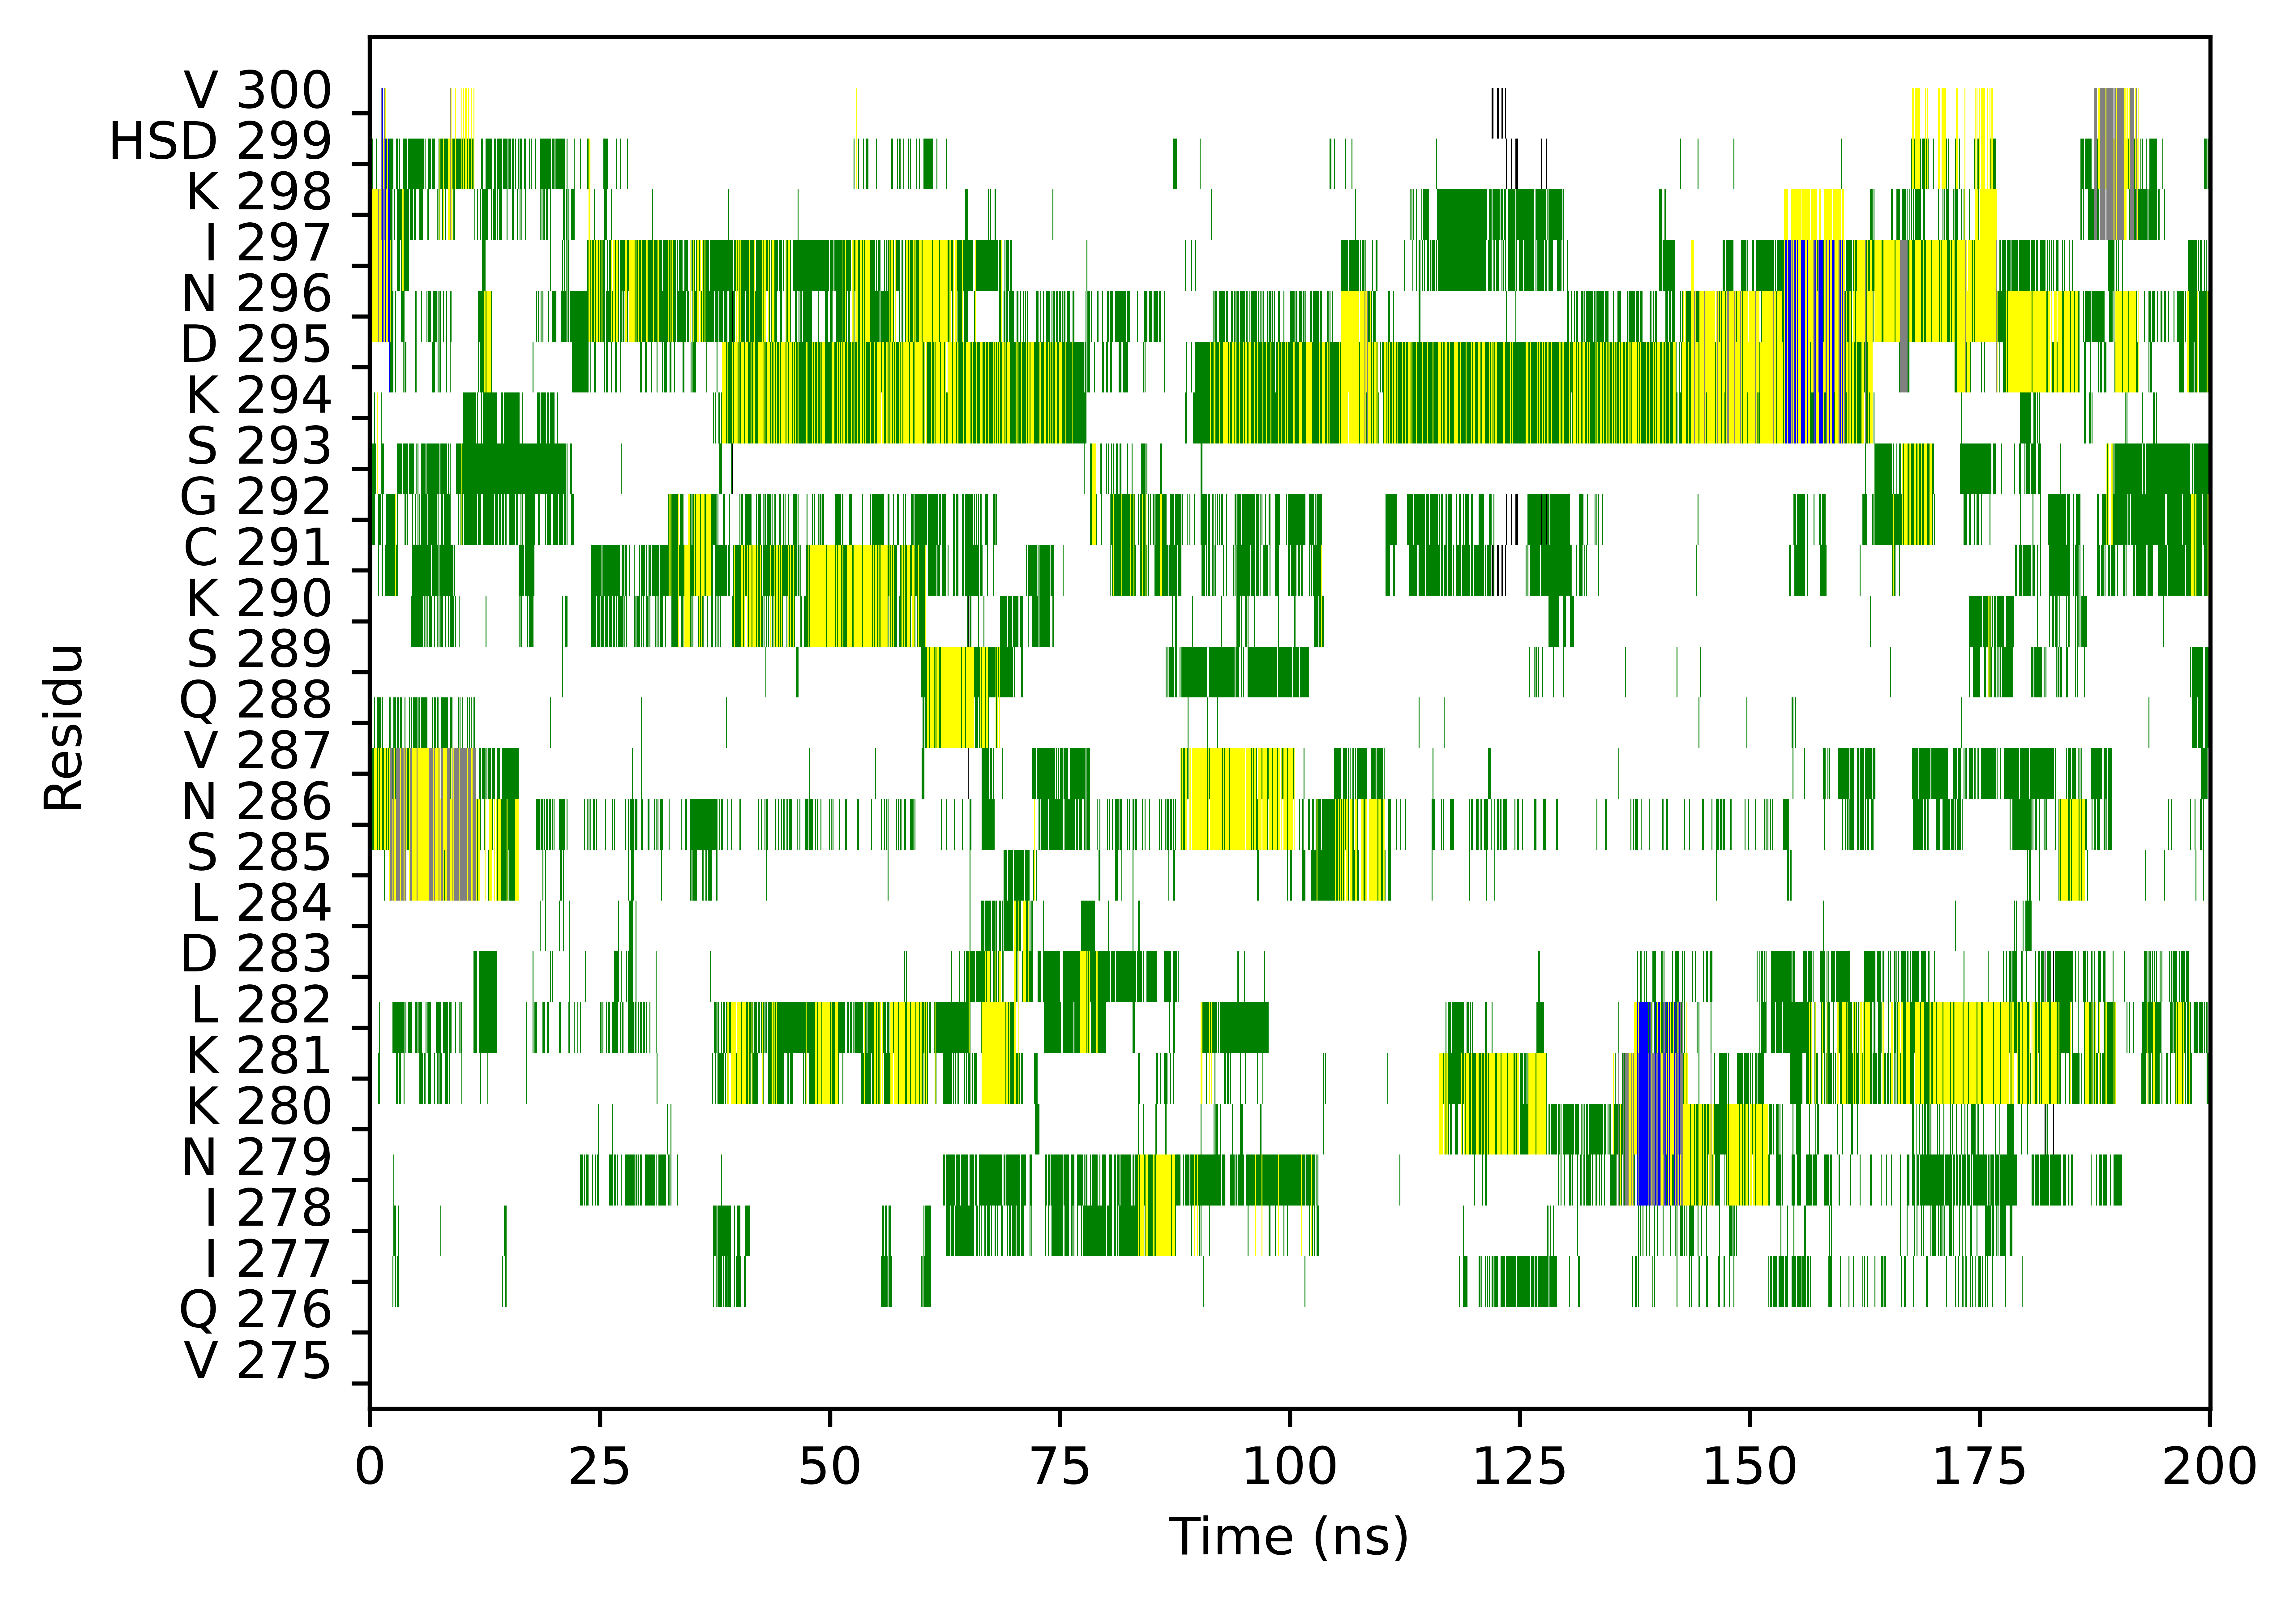 V 300
HSD 299
K 298
I 297
N 296
D 295
K 294
S 293
G 292
C 291
K 290
S 289
Q 288
V 287
N 286
S 285
L 284
D 283
L 282
K 281
K 280
N 279
I 278
I 277
Q 276
V 275
Residu
0 25 50 75 100 125 150 175 200
Time (ns)